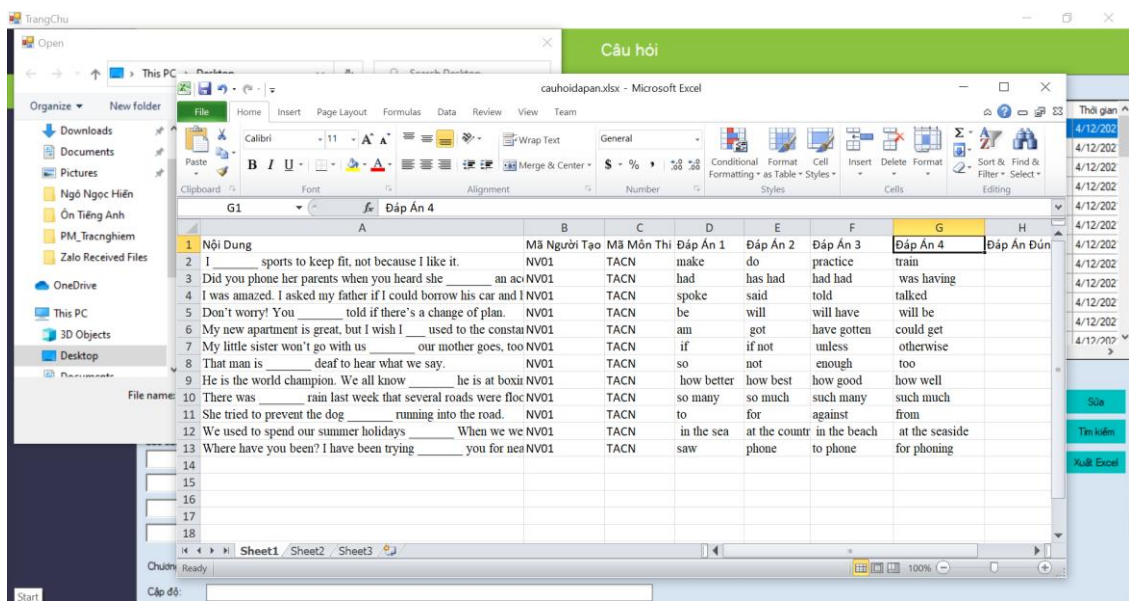 TrangChu
Open
Câu hỏi
This PC
Desktop
Search Desktop
cauhoidapan.xlsx - Microsoft Excel
Organize
New folder
File Home Insert Page Layout Formulas Data Review View Team
Thời gian
Downloads
Documents
Pictures
Ngô Ngọc Hiến
Ôn Tiếng Anh
PM_Tracnghiem
Zalo Received Files
OneDrive
This PC
3D Objects
Desktop
Documents
File name:
Paste
Calibri 11
Wrap Text
General
B I U
Merge & Center
$ % ,
Conditional Formatting
Format as Table
Cell Styles
Insert Delete Format
Sort & Filter
Find & Select
Clipboard Font Alignment Number Styles Cells Editing
G1 fx Đáp Án 4
A B C D E F G H
1 Nội Dung Mã Người Tạo Mã Môn Thi Đáp Án 1 Đáp Án 2 Đáp Án 3 Đáp Án 4 Đáp Án Đún
2 I _______ sports to keep fit, not because I like it. NV01 TACN make do practice train
3 Did you phone her parents when you heard she _______ an ac NV01 TACN had has had had had was having
4 I was amazed. I asked my father if I could borrow his car and NV01 TACN spoke said told talked
5 Don’t worry! You _______ told if there’s a change of plan. NV01 TACN be will will have will be
6 My new apartment is great, but I wish I ___ used to the constan NV01 TACN am got have gotten could get
7 My little sister won’t go with us _______ our mother goes, too NV01 TACN if if not unless otherwise
8 That man is _______ deaf to hear what we say. NV01 TACN so not enough too
9 He is the world champion. We all know _______ he is at boxin NV01 TACN how better how best how good how well
10 There was _______ rain last week that several roads were floo NV01 TACN so many so much such many such much
11 She tried to prevent the dog _______ running into the road. NV01 TACN to for against from
12 We used to spend our summer holidays _______ When we we NV01 TACN in the sea at the countr in the beach at the seaside
13 Where have you been? I have been trying _______ you for nea NV01 TACN saw phone to phone for phoning
14
15
16
17
18
Sheet1 Sheet2 Sheet3
Ready
100%
4/12/202
4/12/202
4/12/202
4/12/202
4/12/202
4/12/202
4/12/202
4/12/202
4/12/202
4/12/202
4/12/202
4/12/202
Sửa
Tìm kiếm
Xuất Excel
Chươn
Cấp độ:
Start